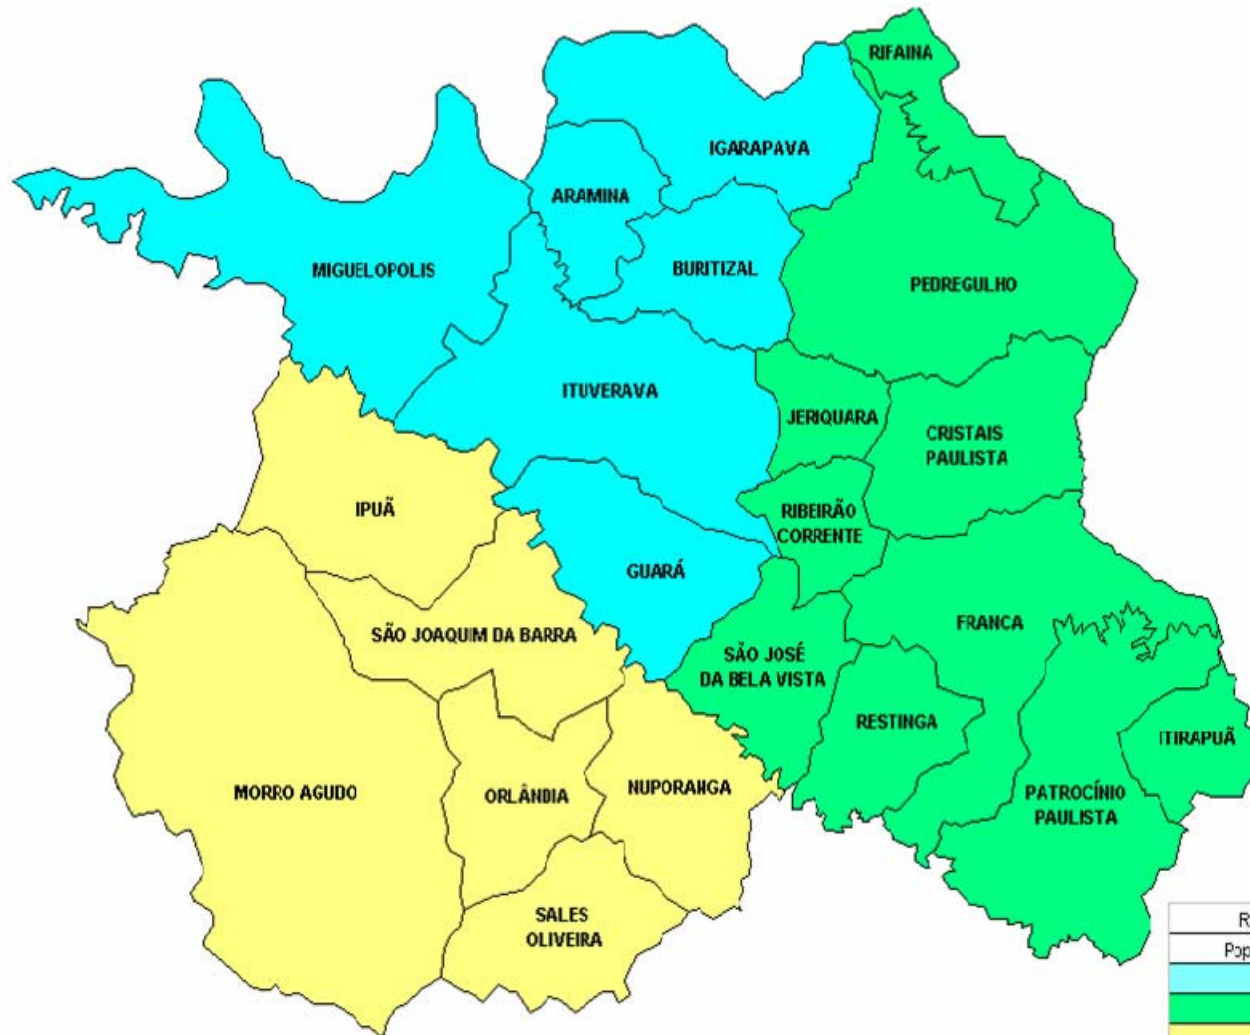 RIFAINA
IGARAPAVA
ARAMINA
MIGUELOPOLIS
BURITIZAL
PEDREGULHO
ITUVERAVA
JERIQUARA
CRISTAIS
PAULISTA
IPUÃ
RIBEIRÃO
CORRENTE
GUARÁ
SÃO JOAQUIM DA BARRA
FRANCA
SÃO JOSÉ
DA BELA VISTA
RESTINGA
ITIRAPUÃ
MORRO AGUDO
ORLÂNDIA
NUPORANGA
PATROCÍNIO
PAULISTA
SALES
OLIVEIRA
R
Pop